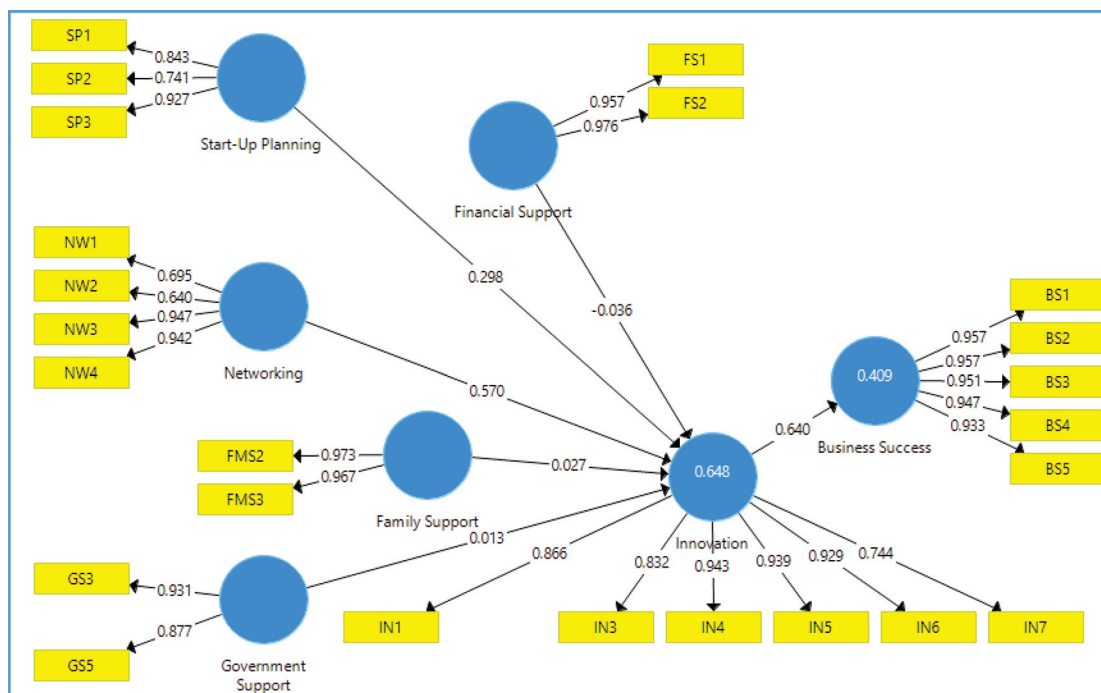 SP1
0.843
SP2
0.741
SP3
0.927
Start-Up Planning
FS1
0.957
FS2
0.976
Financial Support
0.298
-0.036
NW1
0.695
NW2
0.640
NW3
0.947
NW4
0.942
Networking
0.570
BS1
0.957
BS2
0.957
BS3
0.951
BS4
0.947
BS5
0.933
0.409
Business Success
0.640
FMS2
0.973
FMS3
0.967
Family Support
0.027
0.648
Innovation
0.013
GS3
0.931
GS5
0.877
Government
Support
0.866
0.832
0.943
0.939
0.929
0.744
IN1
IN3
IN4
IN5
IN6
IN7